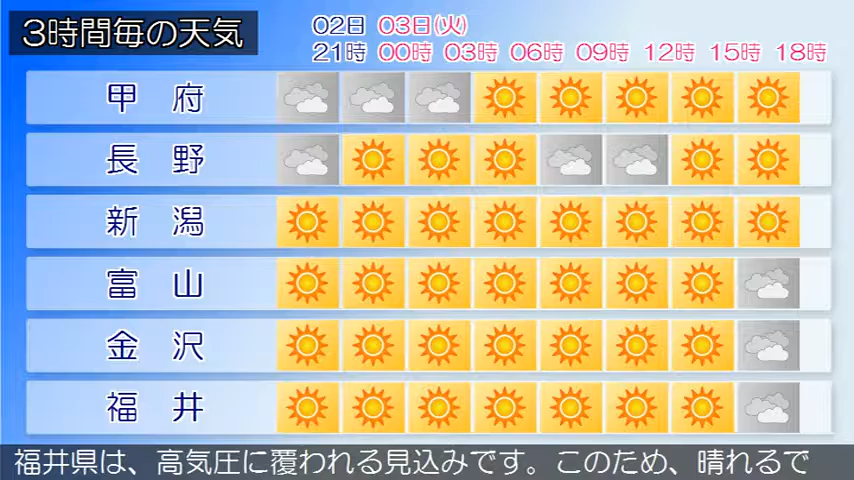 3時間毎の天気
02日 03日(火)
21時 00時 03時 06時 09時 12時 15時 18時
甲 府
長 野
新 潟
富 山
金 沢
福 井
福井県は、高気圧に覆われる見込みです。このため、晴れるで